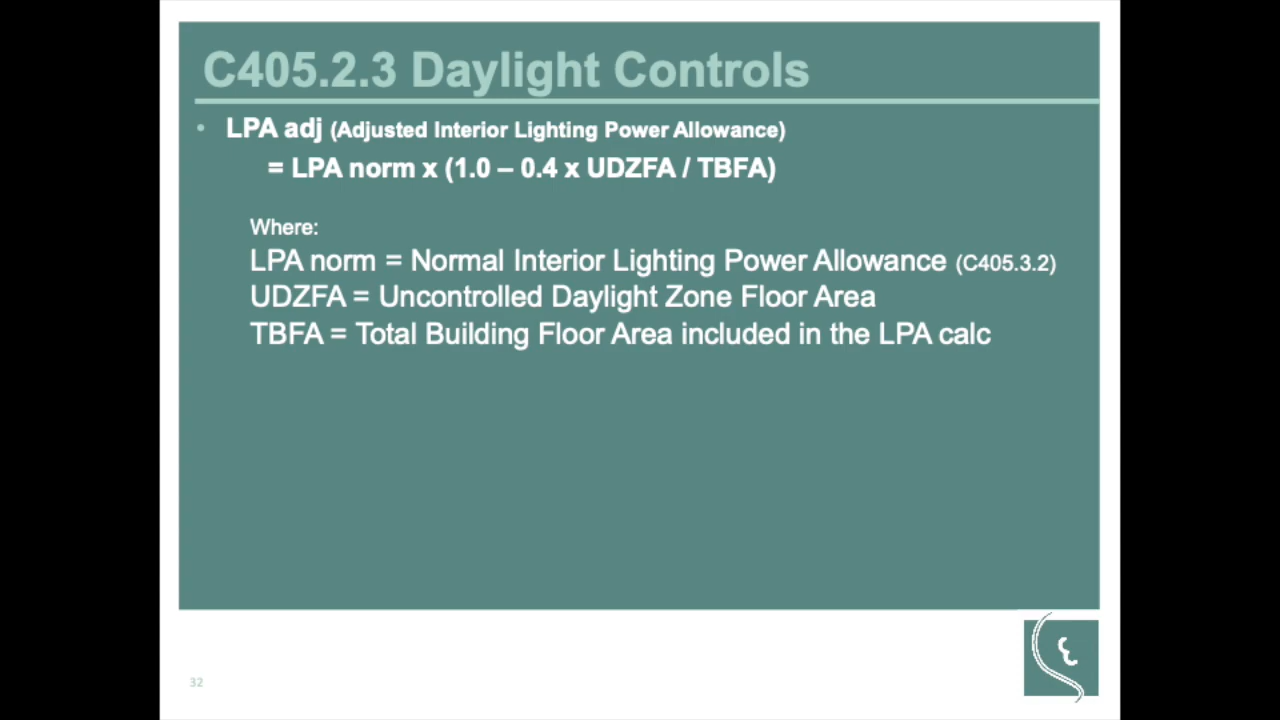 C405.2.3 Daylight Controls
• LPA adj (Adjusted Interior Lighting Power Allowance)
= LPA norm x (1.0 – 0.4 x UDZFA / TBFA)
Where:
LPA norm = Normal Interior Lighting Power Allowance (C405.3.2)
UDZFA = Uncontrolled Daylight Zone Floor Area
TBFA = Total Building Floor Area included in the LPA calc
32